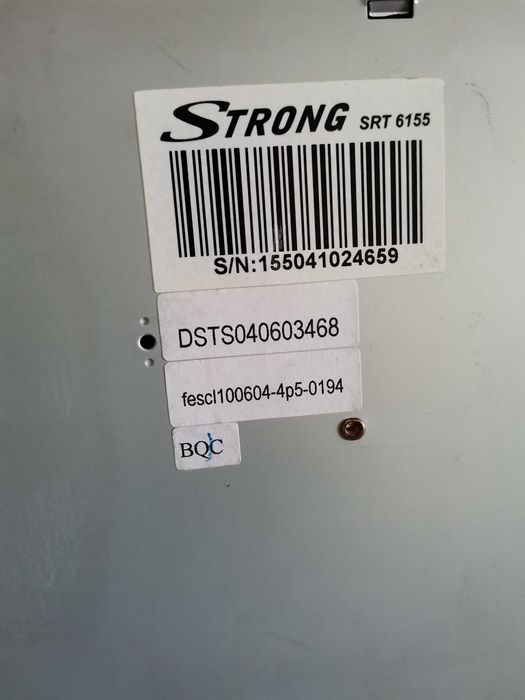 STRONG SRT 6155
S/N:155041024659
DSTS040603468
fescl100604-4p5-0194
BQC